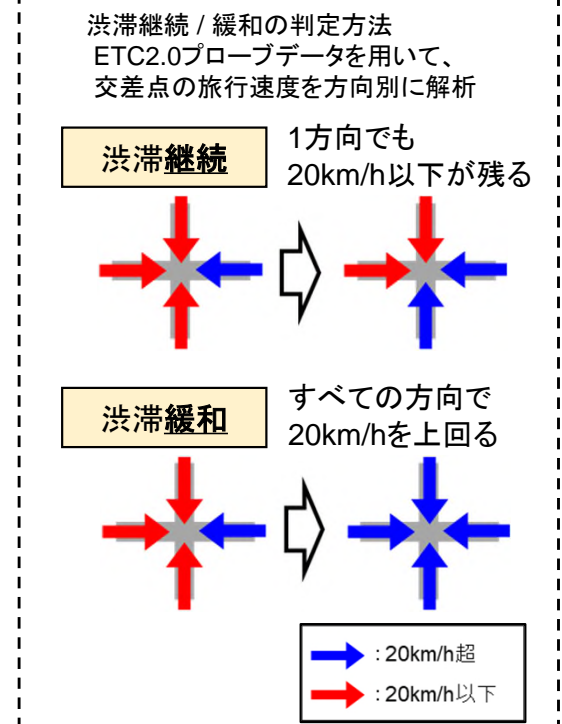 渋滞継続 / 緩和の判定方法
ETC2.0プローブデータを用いて、
交差点の旅行速度を方向別に解析
渋滞継続
1方向でも
20km/h以下が残る
渋滞緩和
すべての方向で
20km/hを上回る
：20km/h超
：20km/h以下